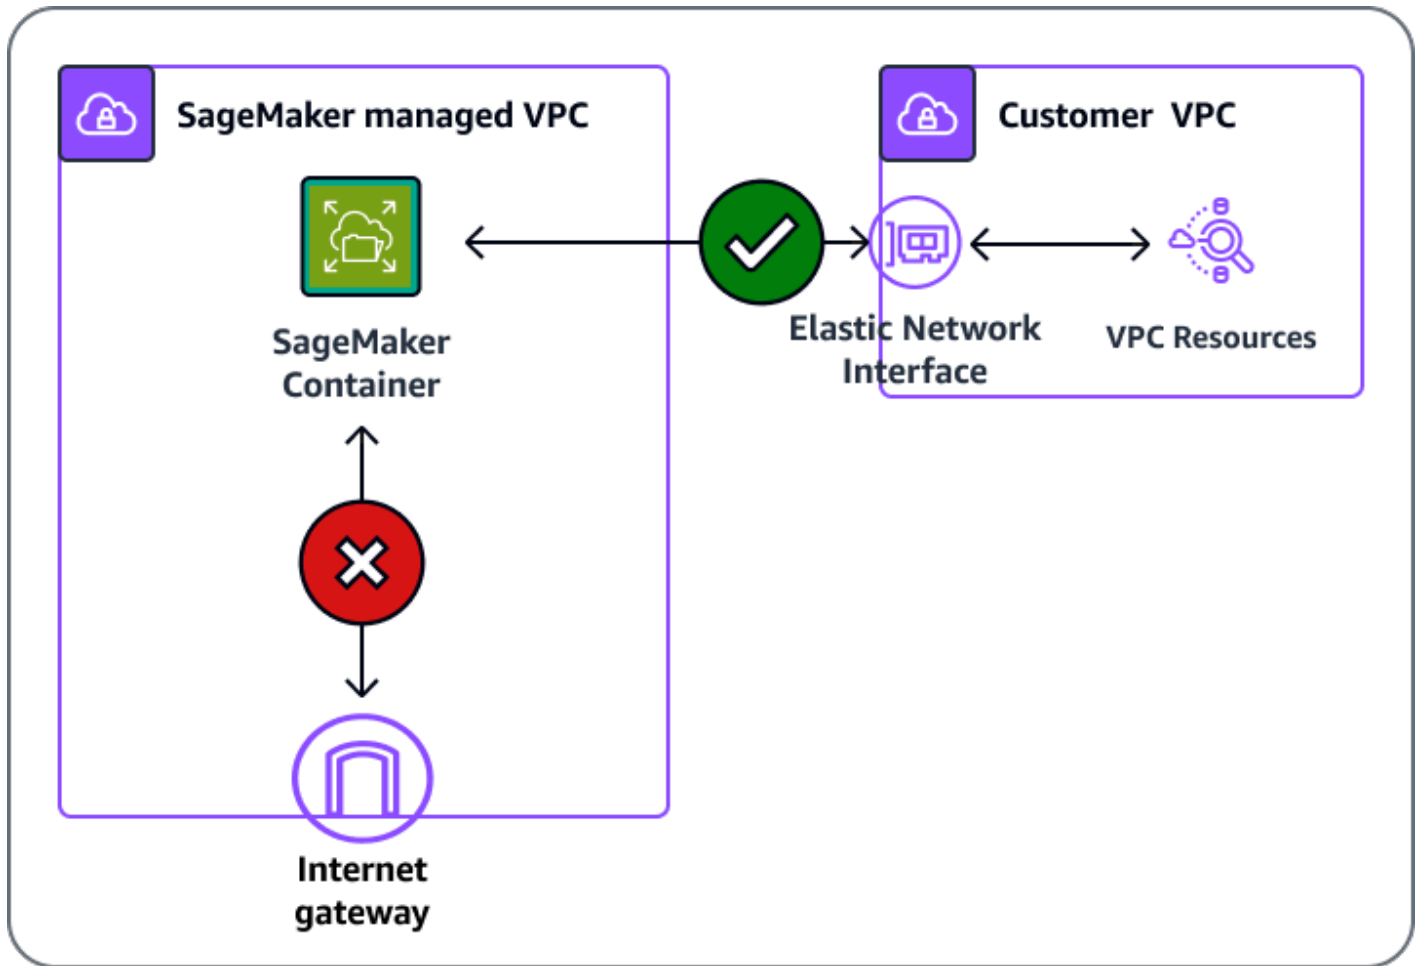 SageMaker managed VPC
Customer VPC
SageMaker
Container
Elastic Network
Interface
VPC Resources
Internet
gateway